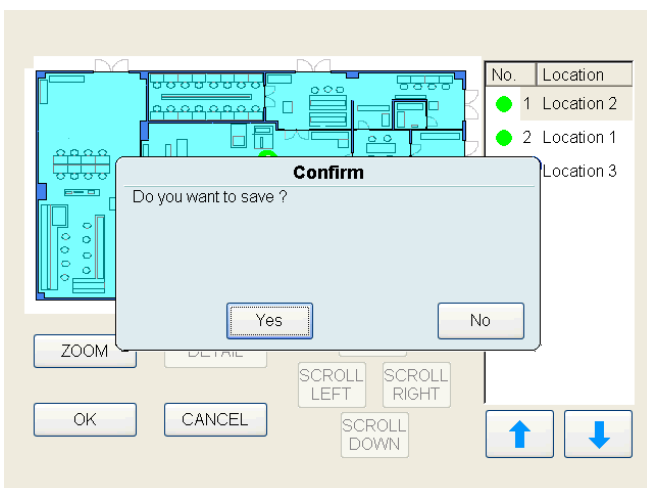 No. Location
1 Location 2
2 Location 1
Location 3
Confirm
Do you want to save ?
Yes No
ZOOM
DETAIL
SCROLL LEFT
SCROLL RIGHT
OK CANCEL
SCROLL DOWN